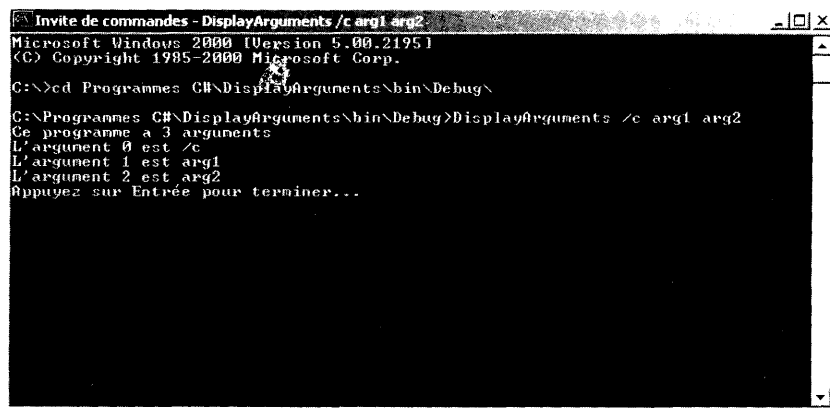 Invite de commandes - DisplayArguments /c arg1 arg2
Microsoft Windows 2000 [Version 5.00.2195]
(C) Copyright 1985-2000 Microsoft Corp.
C:\>cd Programmes C#\DisplayArguments\bin\Debug\
C:\Programmes C#\DisplayArguments\bin\Debug>DisplayArguments /c arg1 arg2
Ce programme a 3 arguments
L'argument 0 est /c
L'argument 1 est arg1
L'argument 2 est arg2
Appuyez sur Entrée pour terminer...